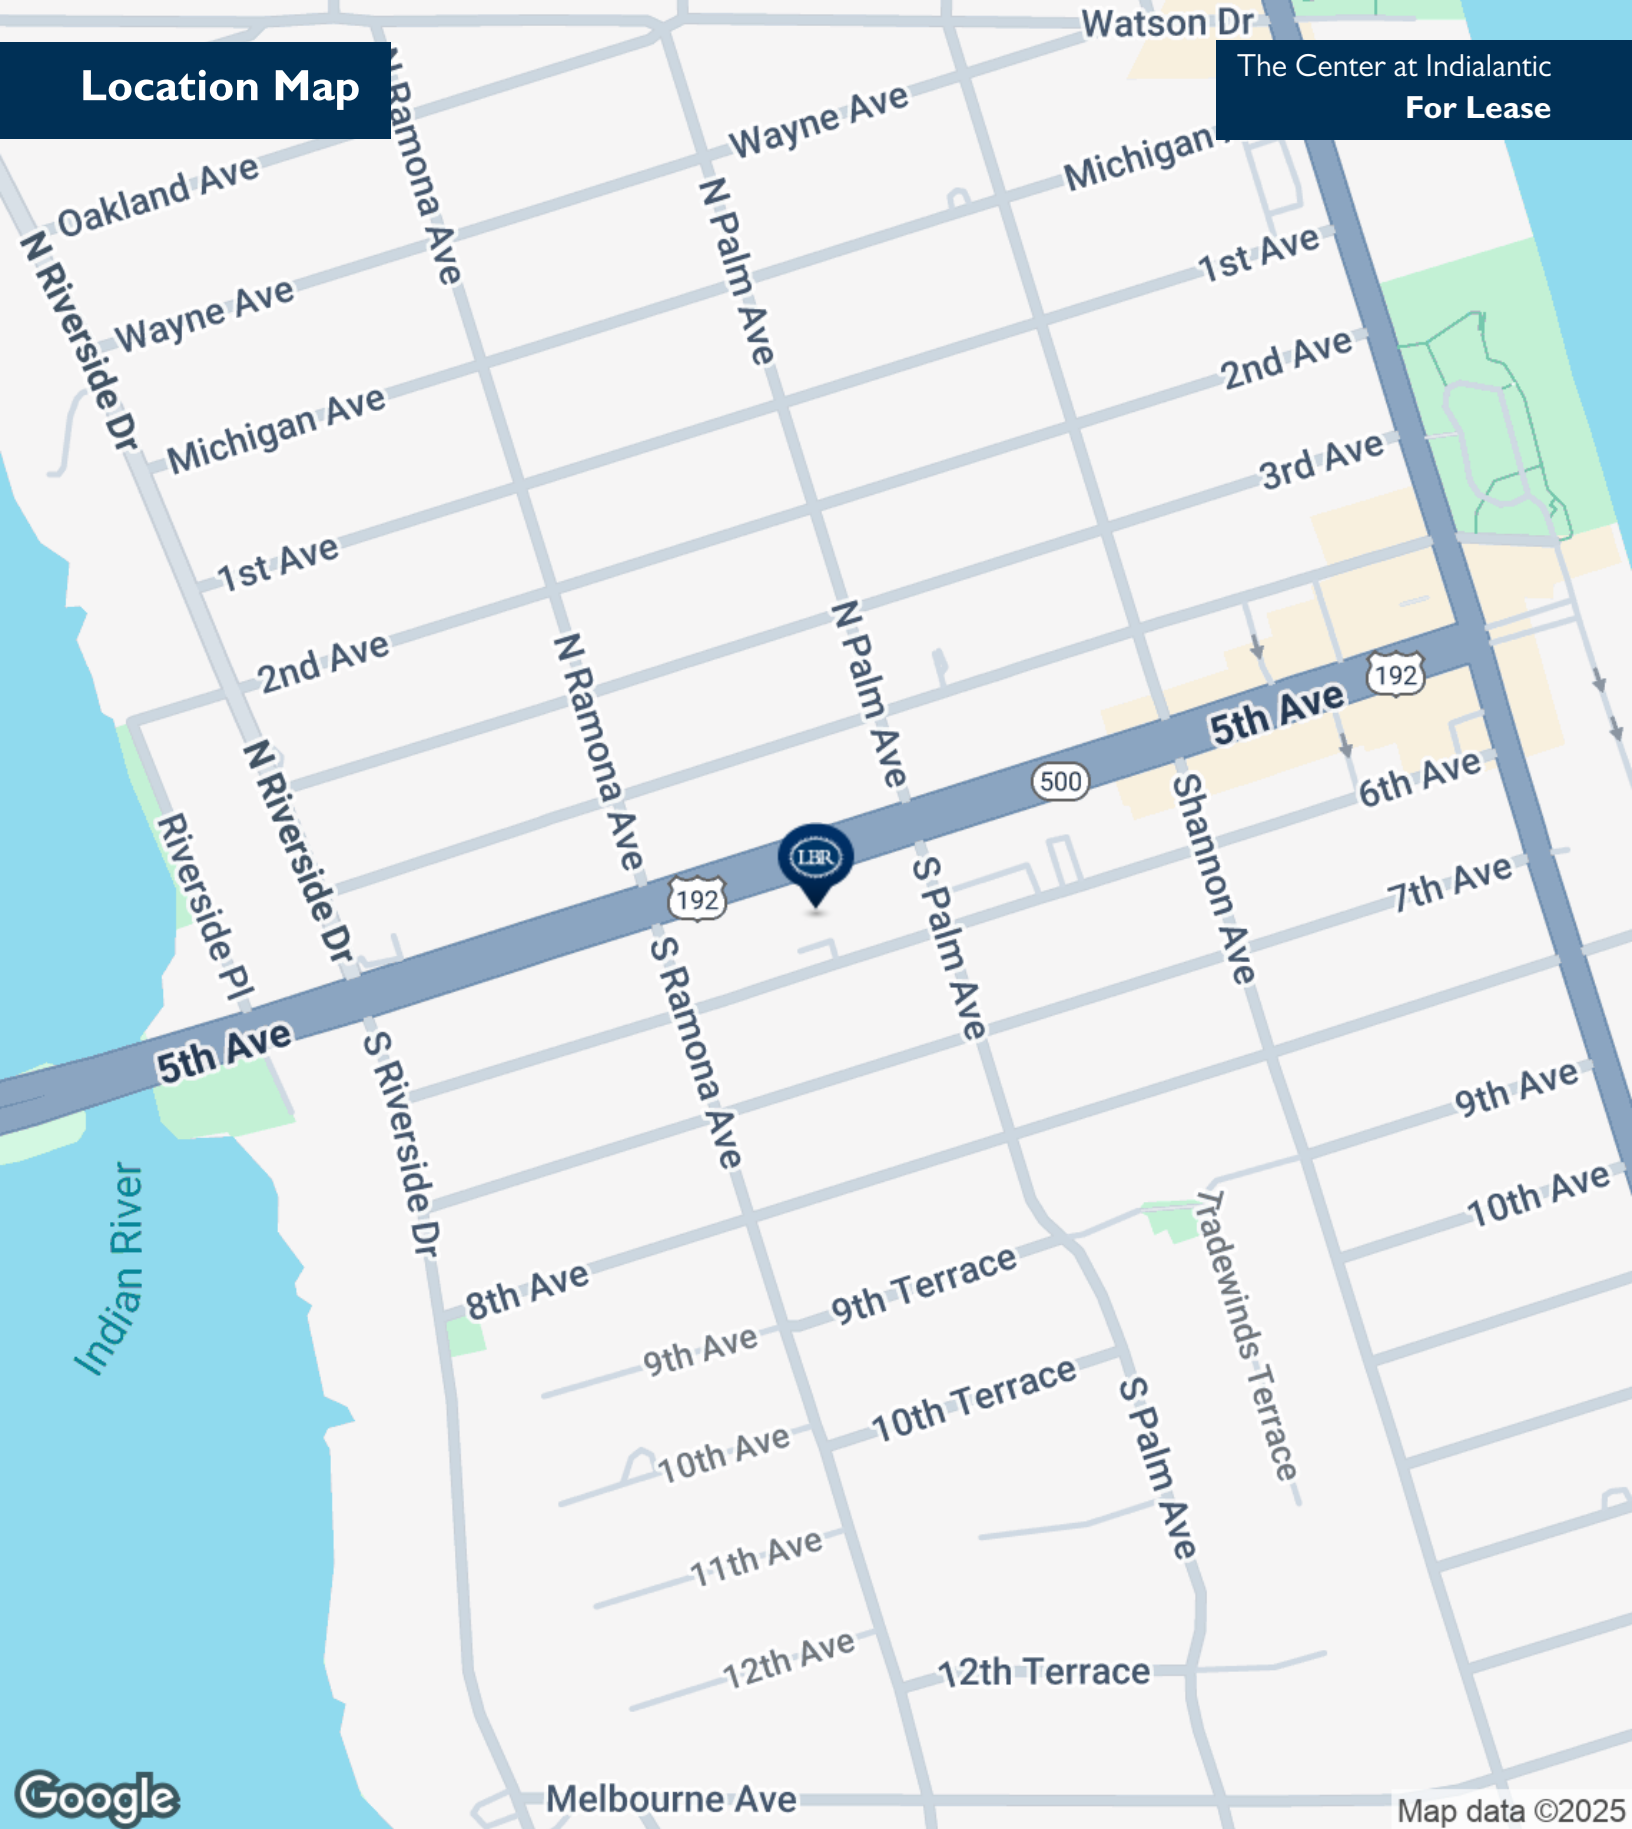 Watson Dr
Location Map
The Center at Indialantic
For Lease
N Ramona Ave
Wayne Ave
Michigan
Oakland Ave
N Palm Ave
N Riverside Dr
1st Ave
Wayne Ave
2nd Ave
Michigan Ave
3rd Ave
1st Ave
N Palm Ave
2nd Ave
N Ramona Ave
192
5th Ave
N Riverside Dr
500
6th Ave
Shannon Ave
Riverside Pl
LBR
192
S Palm Ave
7th Ave
S Ramona Ave
5th Ave
S Riverside Dr
9th Ave
Indian River
10th Ave
Tradewinds Terrace
8th Ave
9th Terrace
9th Ave
10th Terrace
S Palm Ave
10th Ave
11th Ave
12th Ave
12th Terrace
Google
Melbourne Ave
Map data ©2025